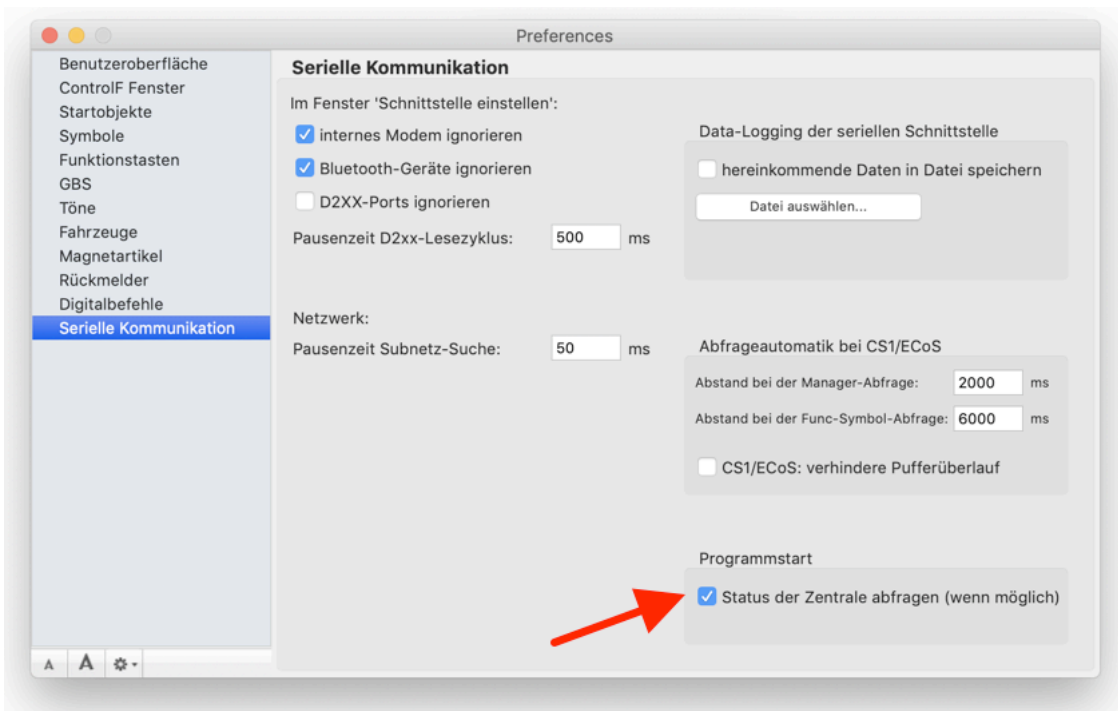 Preferences
Benutzeroberfläche
ControlF Fenster
Startobjekte
Symbole
Funktionstasten
GBS
Töne
Fahrzeuge
Magnetartikel
Rückmelder
Digitalbefehle
Serielle Kommunikation
A A
Serielle Kommunikation
Im Fenster 'Schnittstelle einstellen':
internes Modem ignorieren
Bluetooth-Geräte ignorieren
D2XX-Ports ignorieren
Pausenzeit D2xx-Lesezyklus: 500 ms
Netzwerk:
Pausenzeit Subnetz-Suche: 50 ms
Data-Logging der seriellen Schnittstelle
hereinkommende Daten in Datei speichern
Datei auswählen...
Abfrageautomatik bei CS1/ECoS
Abstand bei der Manager-Abfrage: 2000 ms
Abstand bei der Func-Symbol-Abfrage: 6000 ms
CS1/ECoS: verhindere Pufferüberlauf
Programmstart
Status der Zentrale abfragen (wenn möglich)